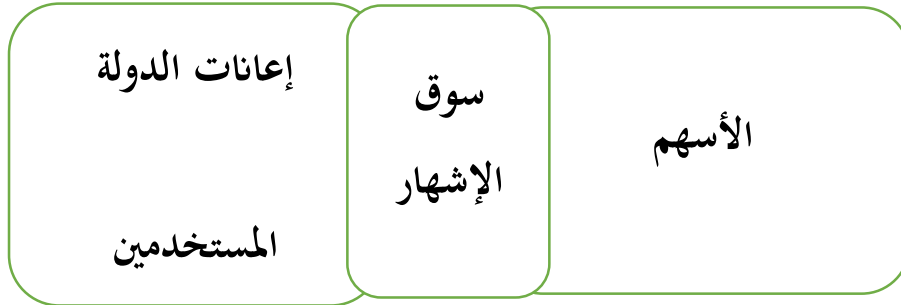 الأسهم
سوق
الإشهار
إعانات الدولة
المستخدمين